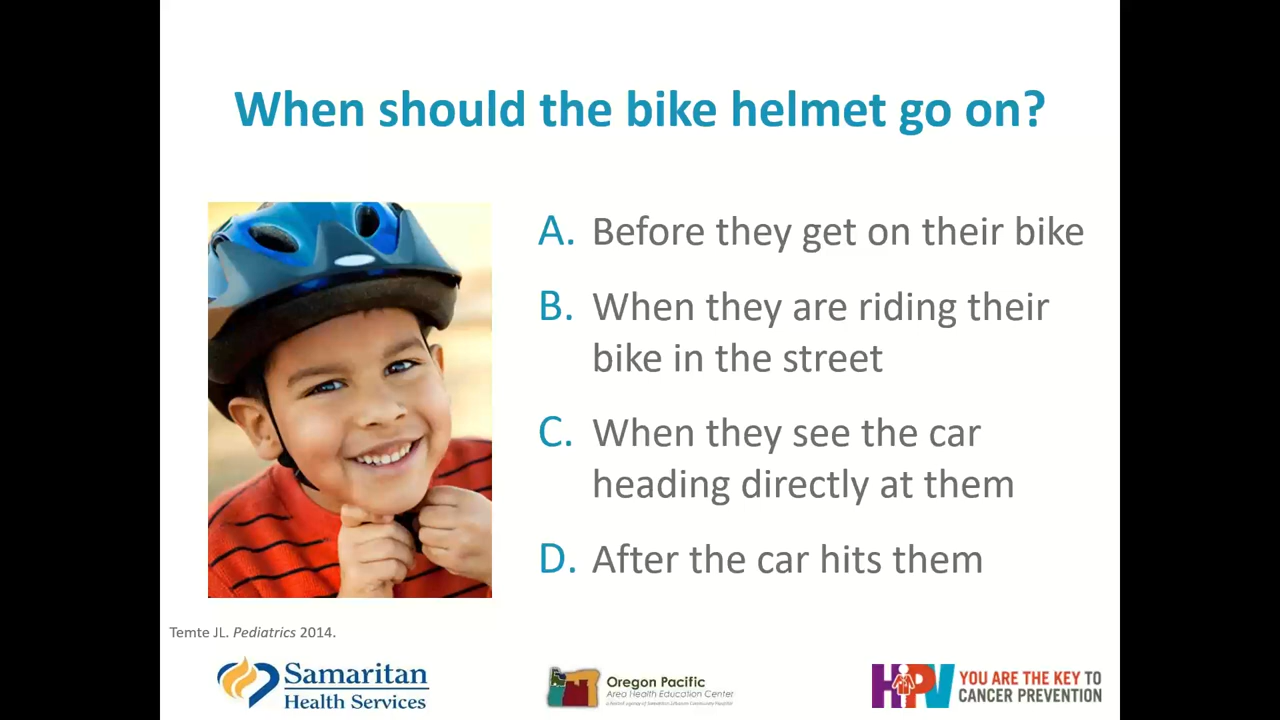 When should the bike helmet go on?
A. Before they get on their bike
B. When they are riding their
bike in the street
C. When they see the car
heading directly at them
D. After the car hits them
Temte JL. Pediatrics 2014.
Samaritan
Health Services
Oregon Pacific
Area Health Education Center
HPV
YOU ARE THE KEY TO
CANCER PREVENTION